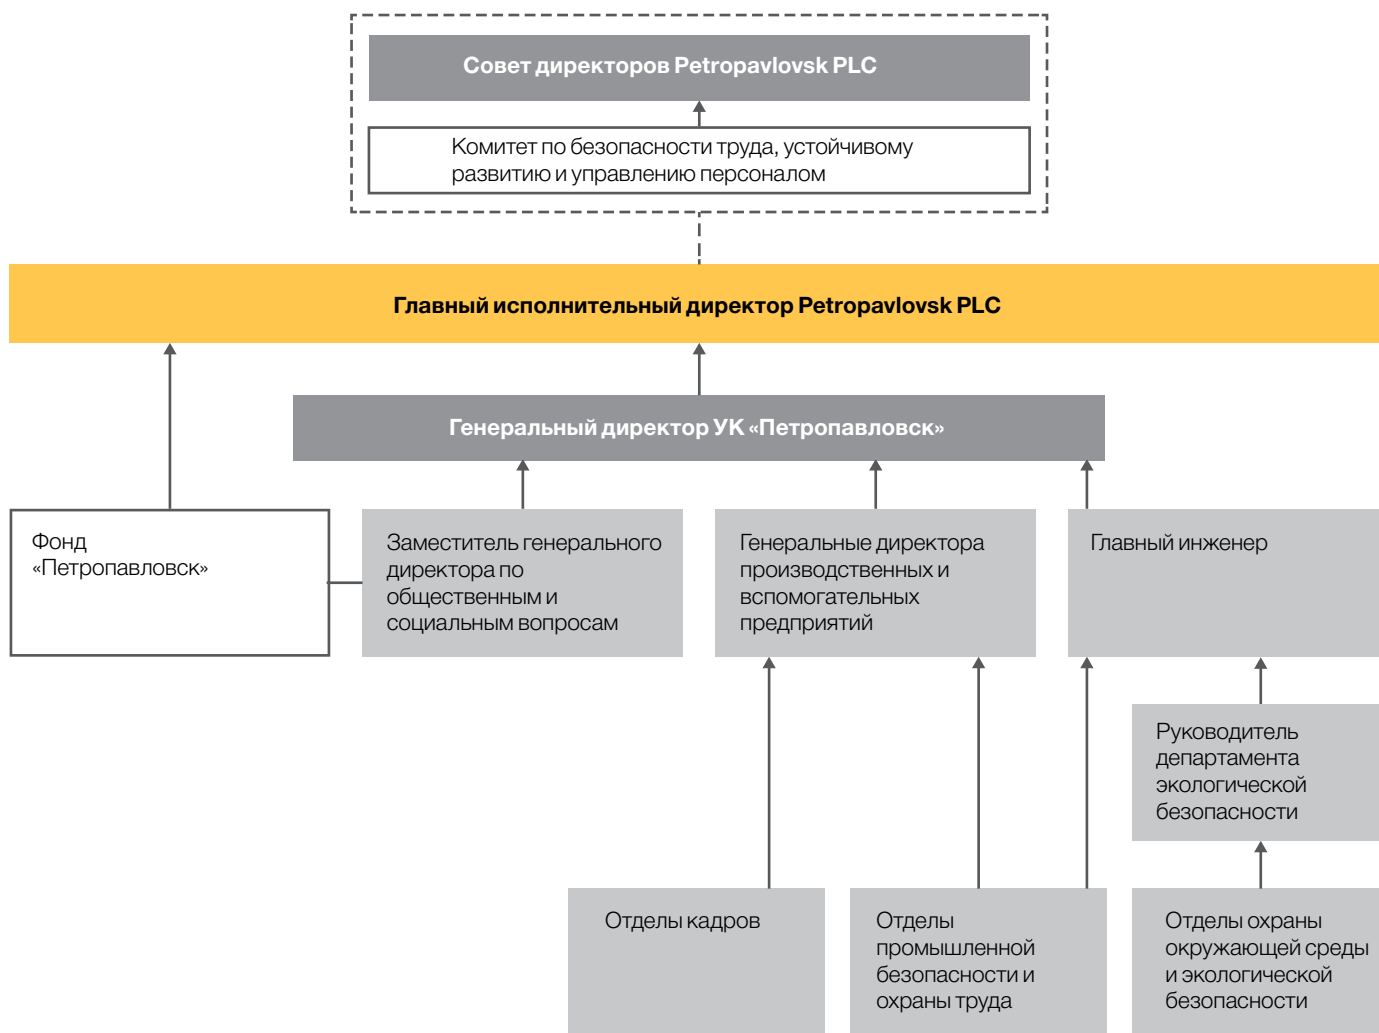 Совет директоров Petropavlovsk PLC
Комитет по безопасности труда, устойчивому
развитию и управлению персоналом
Главный исполнительный директор Petropavlovsk PLC
Генеральный директор УК «Петропавловск»
Фонд
«Петропавловск»
Заместитель генерального
директора по
общественным и
социальным вопросам
Генеральные директора
производственных и
вспомогательных
предприятий
Главный инженер
Руководитель
департамента
экологической
безопасности
Отделы кадров
Отделы
промышленной
безопасности и
охраны труда
Отделы охраны
окружающей среды
и экологической
безопасности